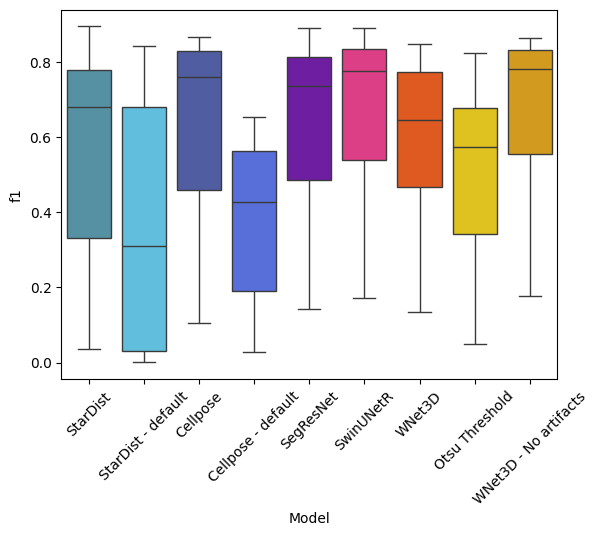 0.8
0.6
0.4
0.2
0.0
f1
StarDist
StarDist - default
Cellpose
Cellpose - default
SegResNet
SwinUNetR
WNet3D
Otsu Threshold
WNet3D - No artifacts
Model